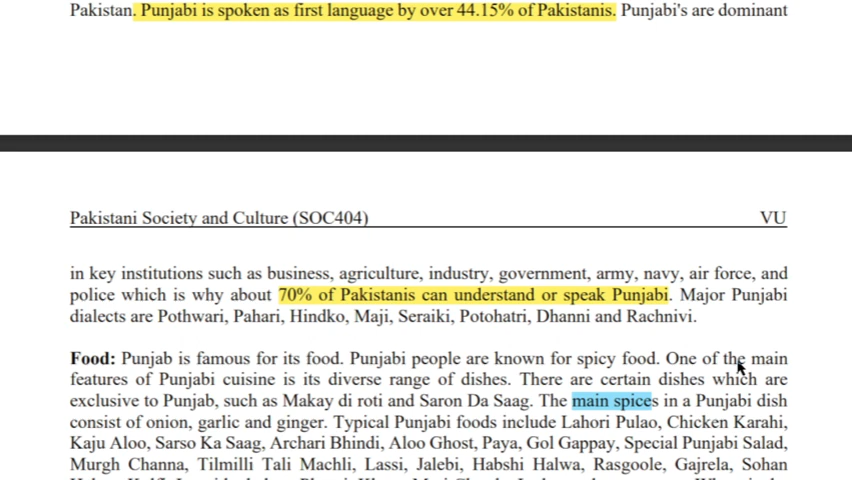 Pakistan. Punjabi is spoken as first language by over 44.15% of Pakistanis. Punjabi's are dominant
Pakistani Society and Culture (SOC404) VU
in key institutions such as business, agriculture, industry, government, army, navy, air force, and
police which is why about 70% of Pakistanis can understand or speak Punjabi. Major Punjabi
dialects are Pothwari, Pahari, Hindko, Maji, Seraiki, Potohatri, Dhanni and Rachnivi.
Food: Punjab is famous for its food. Punjabi people are known for spicy food. One of the main
features of Punjabi cuisine is its diverse range of dishes. There are certain dishes which are
exclusive to Punjab, such as Makay di roti and Saron Da Saag. The main spices in a Punjabi dish
consist of onion, garlic and ginger. Typical Punjabi foods include Lahori Pulao, Chicken Karahi,
Kaju Aloo, Sarso Ka Saag, Archari Bhindi, Aloo Ghost, Paya, Gol Gappay, Special Punjabi Salad,
Murgh Channa, Tilmilli Tali Machli, Lassi, Jalebi, Habshi Halwa, Rasgoole, Gajrela, Sohan